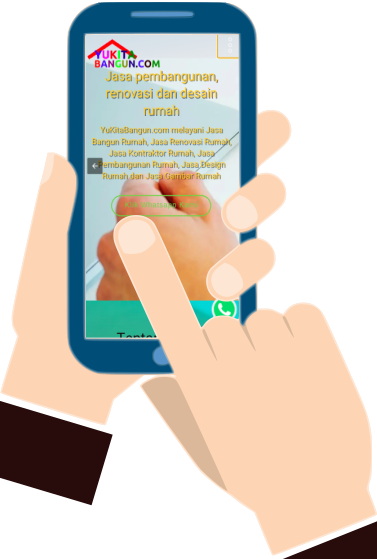 YUKITA
BANGUN.COM
Jasa pembangunan,
renovasi dan desain
rumah
YuKitaBangun.com melayani Jasa
Bangun Rumah, Jasa Renovasi Rumah,
Jasa Kontraktor Rumah, Jasa
Pembangunan Rumah, Jasa Design
Rumah dan Jasa Gambar Rumah